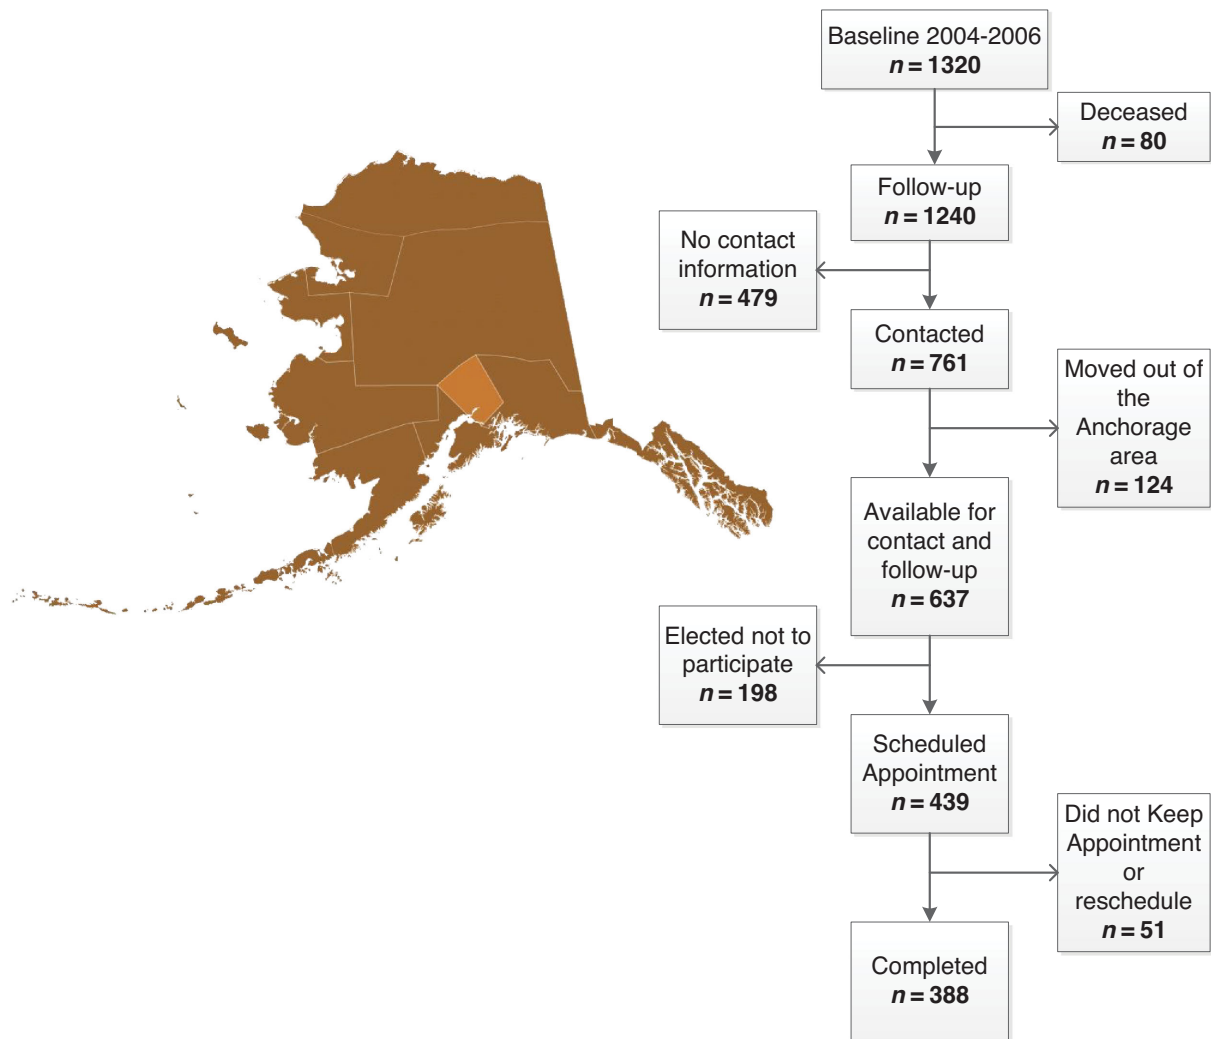 Baseline 2004-2006
n = 1320
Deceased
n = 80
Follow-up
n = 1240
No contact
information
n = 479
Contacted
n = 761
Moved out of
the
Anchorage
area
n = 124
Available for
contact and
follow-up
n = 637
Elected not to
participate
n = 198
Scheduled
Appointment
n = 439
Did not Keep
Appointment
or
reschedule
n = 51
Completed
n = 388